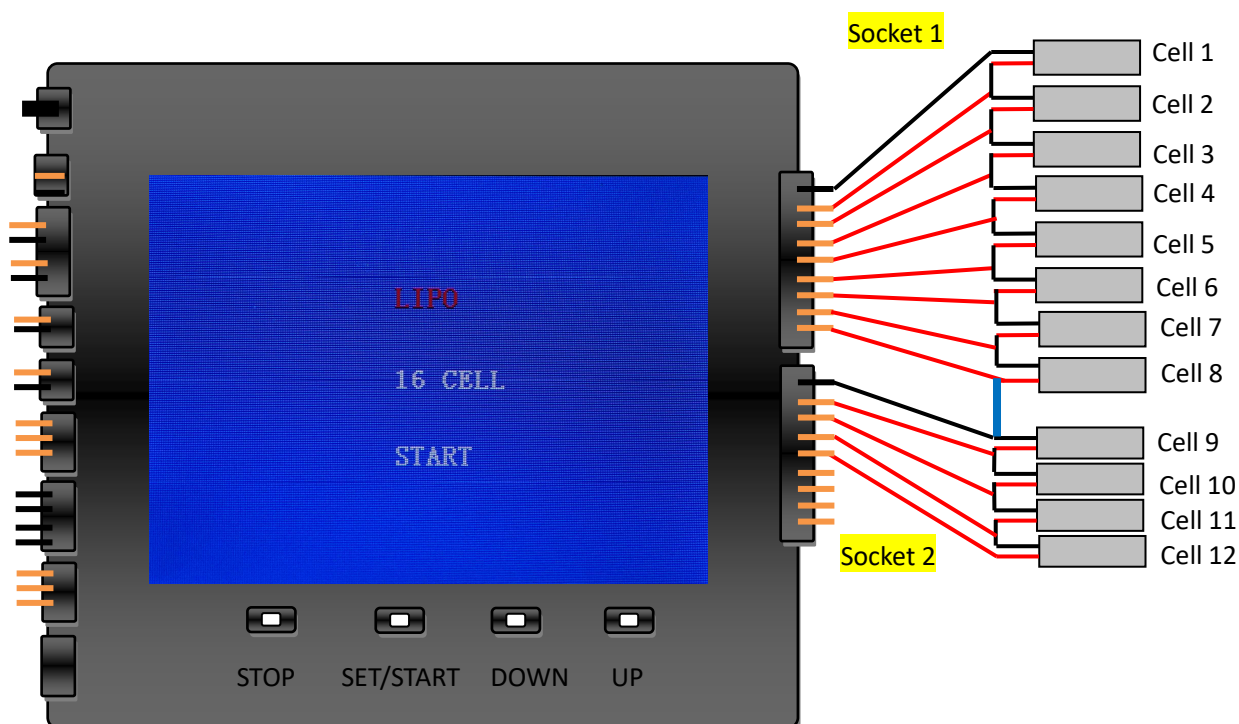 Socket 1
Cell 1
Cell 2
Cell 3
Cell 4
Cell 5
Cell 6
Cell 7
Cell 8
Cell 9
Cell 10
Cell 11
Cell 12
Socket 2
LIPO
16 CELL
START
STOP
SET/START
DOWN
UP